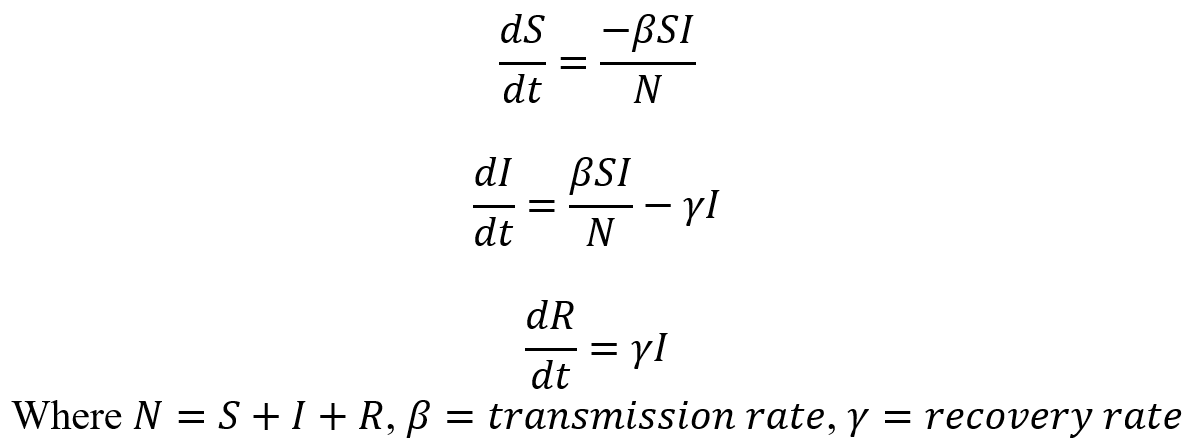 dS/dt = −βSI/N
dI/dt = βSI/N − γI
dR/dt = γI
Where N = S + I + R, β = transmission rate, γ = recovery rate